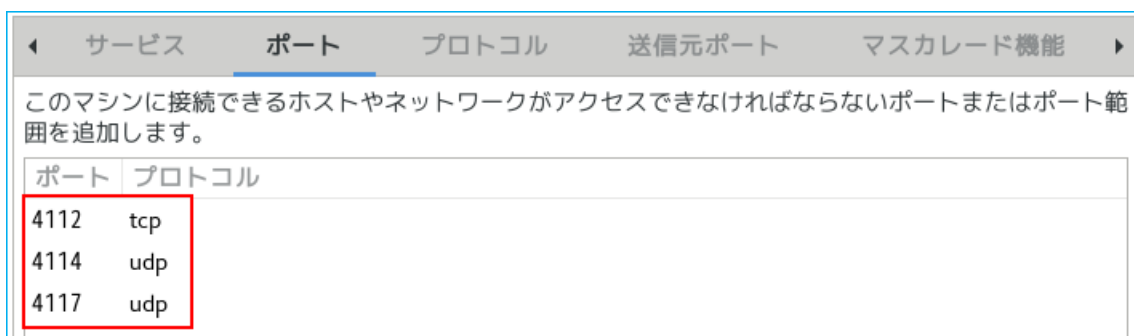 サービス ポート プロトコル 送信元ポート マスカレード機能
このマシンに接続できるホストやネットワークがアクセスできなければならないポートまたはポート範
囲を追加します。
ポート プロトコル
4112 tcp
4114 udp
4117 udp